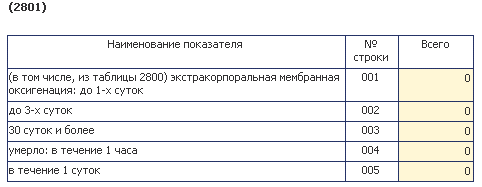 (2801)
Наименование показателя № строки Всего
(в том числе, из таблицы 2800) экстракорпоральная мембранная
оксигенация: до 1-х суток 001 0
до 3-х суток 002 0
30 суток и более 003 0
умерло: в течение 1 часа 004 0
в течение 1 суток 005 0